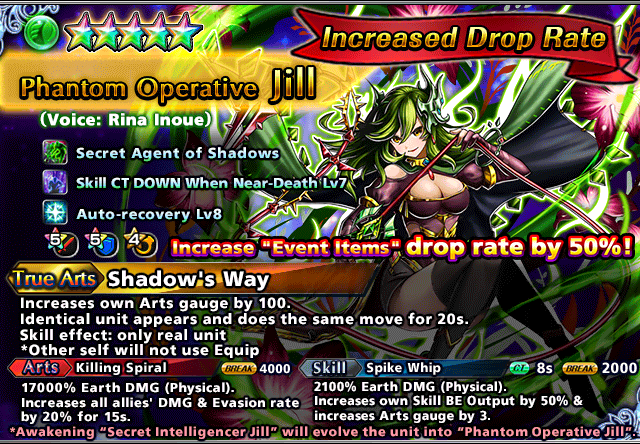 Increased Drop Rate
Phantom Operative Jill
(Voice: Rina Inoue)
Secret Agent of Shadows
Skill CT DOWN When Near-Death Lv7
Auto-recovery Lv8
5 5 4
Increase "Event Items" drop rate by 50%!
True Arts Shadow's Way
Increases own Arts gauge by 100.
Identical unit appears and does the same move for 20s.
Skill effect: only real unit
*Other self will not use Equip
Arts Killing Spiral BREAK 4000
17000% Earth DMG (Physical).
Increases all allies' DMG & Evasion rate
by 20% for 15s.
Skill Spike Whip CT 8s BREAK 2000
2100% Earth DMG (Physical).
Increases own Skill BE Output by 50% &
increases Arts gauge by 3.
*Awakening "Secret Intelligencer Jill" will evolve the unit into "Phantom Operative Jill".